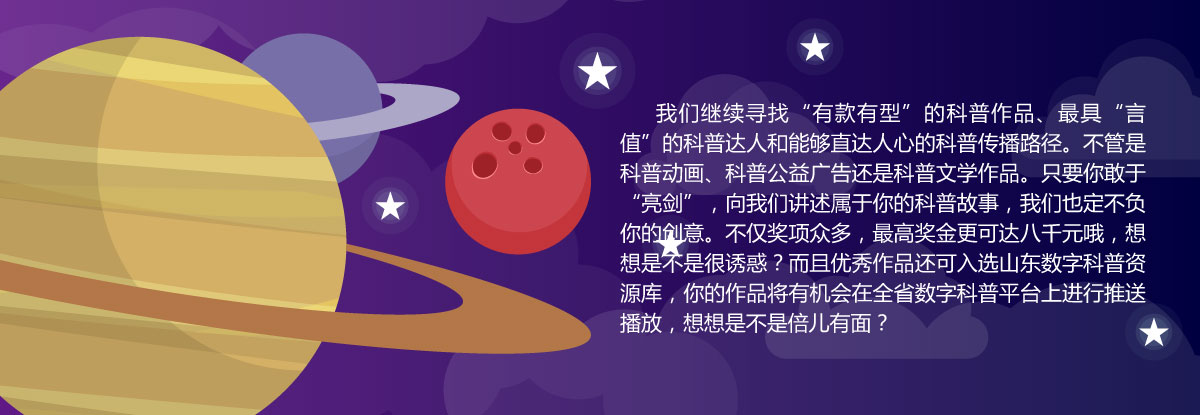 我们继续寻找“有款有型”的科普作品、最具“言
值”的科普达人和能够直达人心的科普传播路径。不管是
科普动画、科普公益广告还是科普文学作品。只要你敢于
“亮剑”，向我们讲述属于你的科普故事，我们也定不负
你的创意。不仅奖项众多，最高奖金更可达八千元哦，想
想是不是很诱惑？而且优秀作品还可入选山东数字科普资
源库，你的作品将有机会在全省数字科普平台上进行推送
播放，想想是不是倍儿有面？